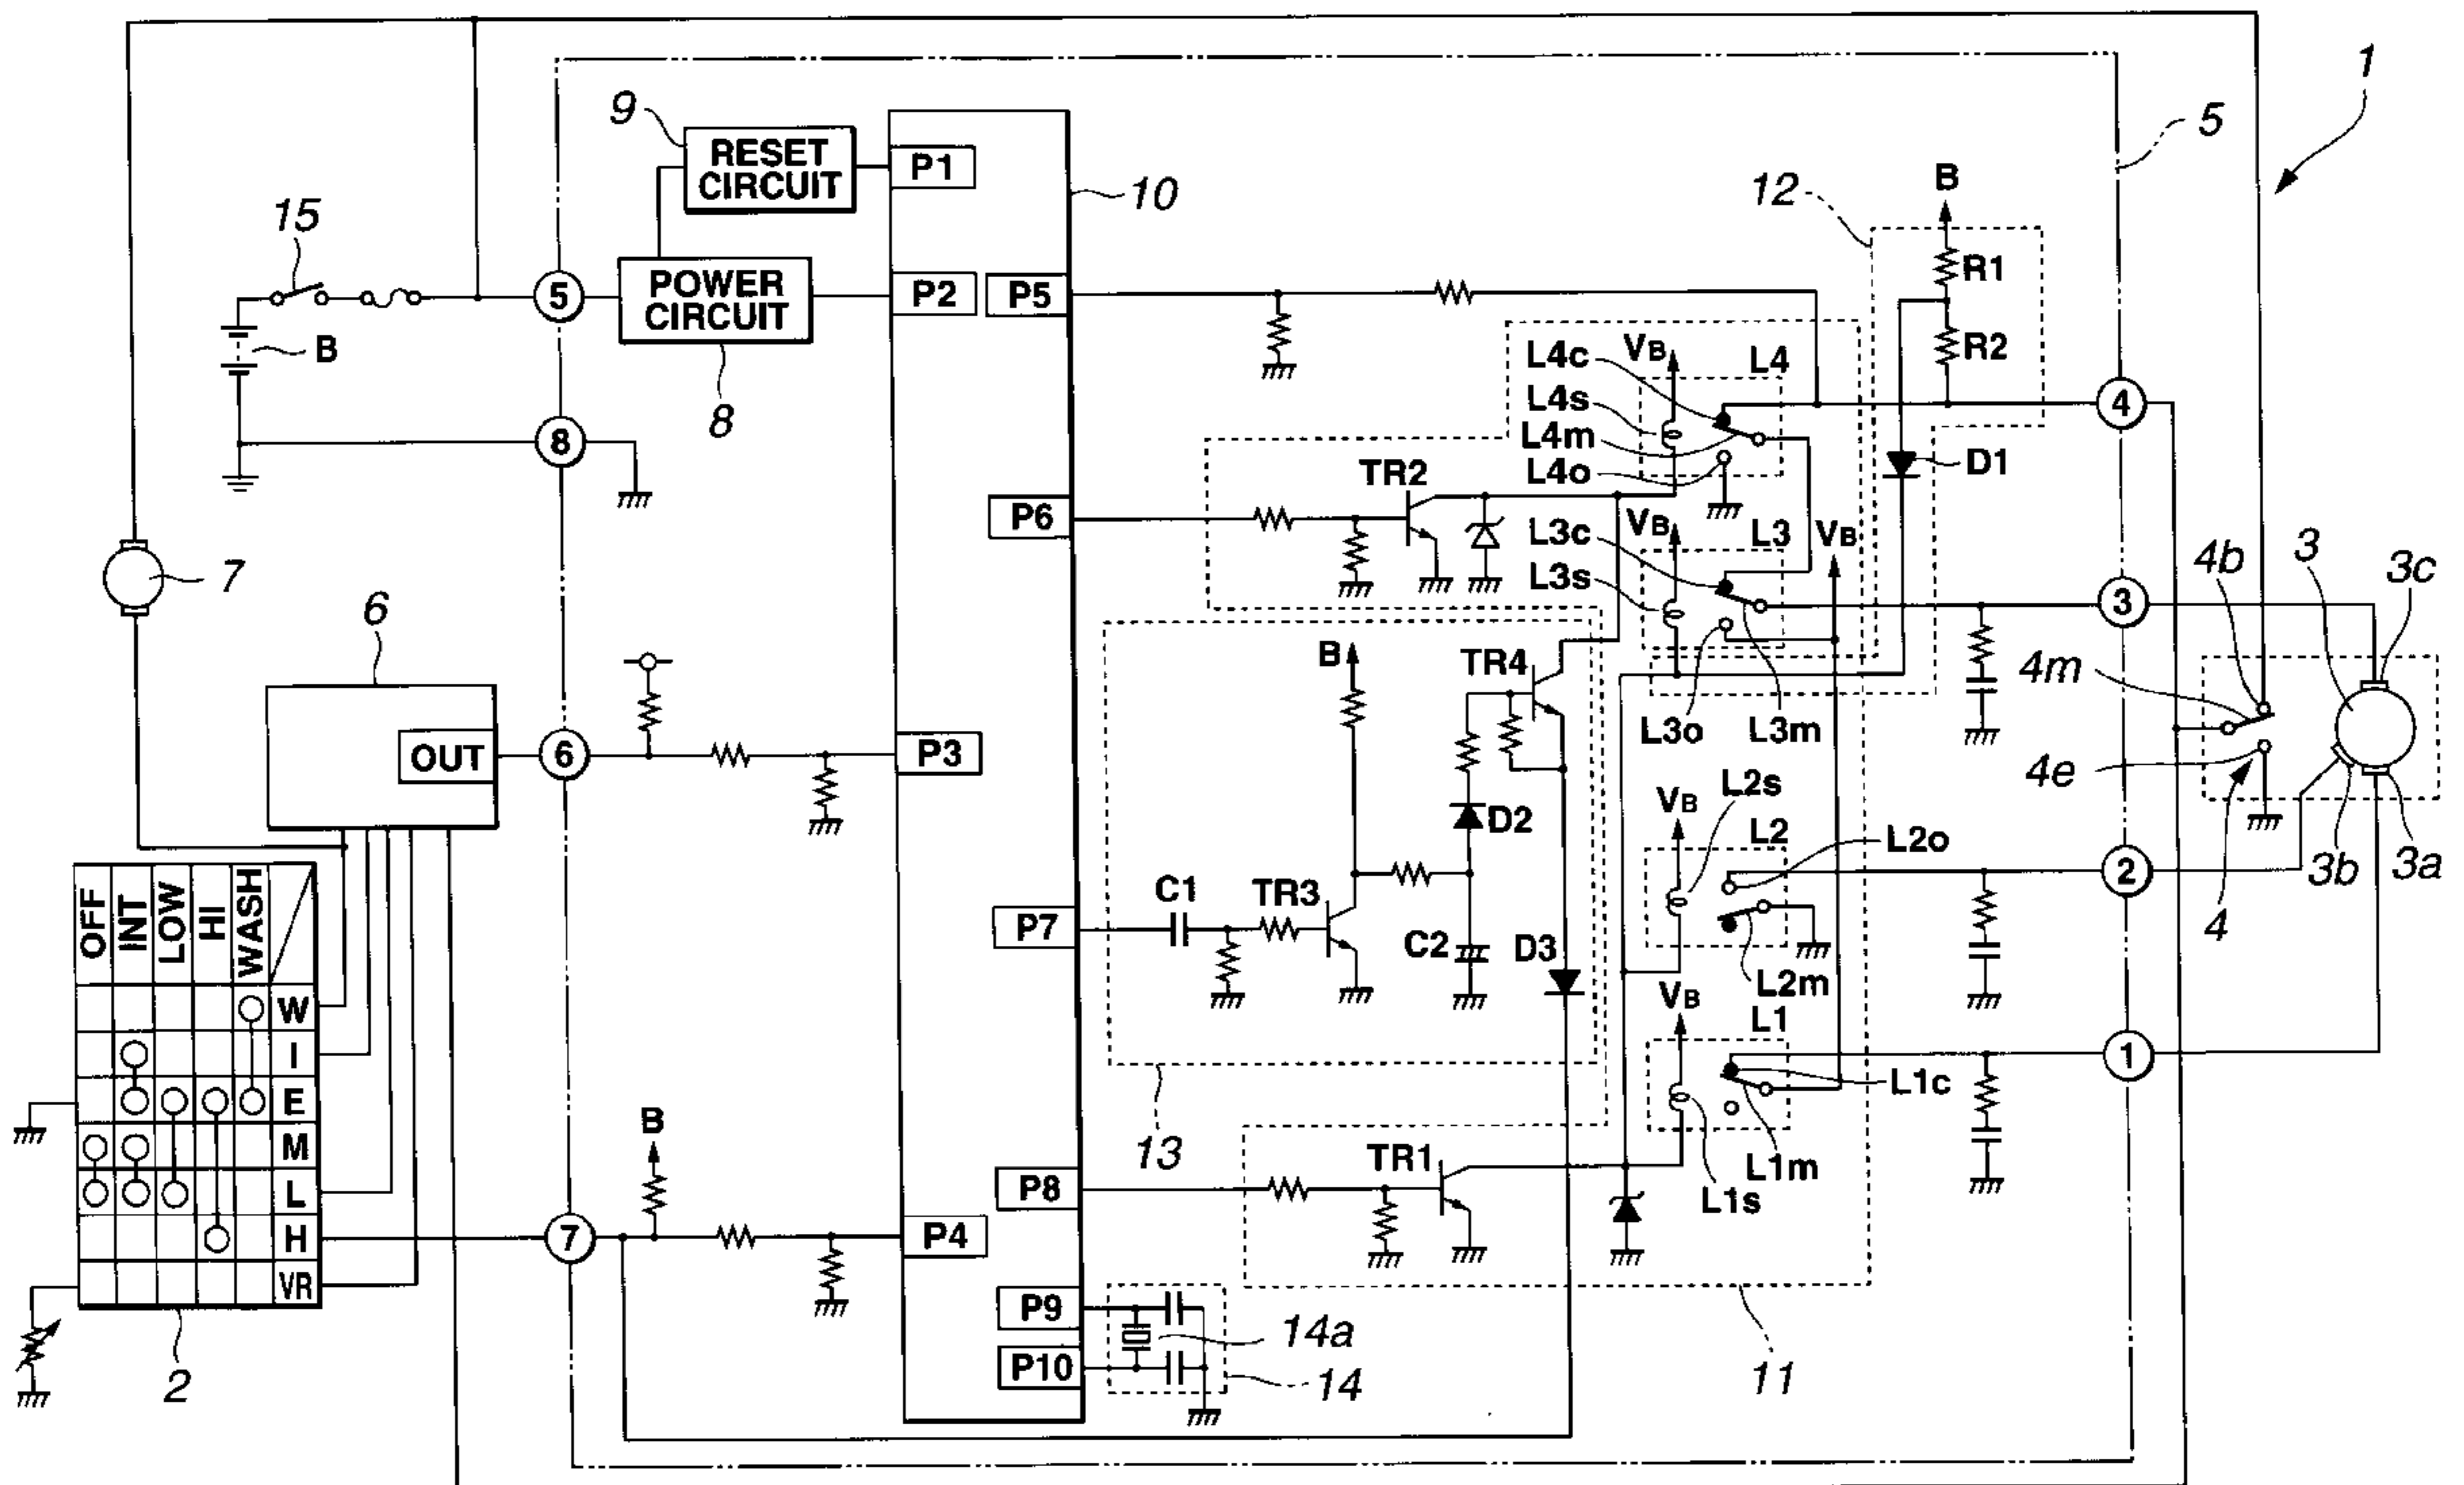 1
5
9
RESET
CIRCUIT
P1
10
12
B
15
R1
5
POWER
CIRCUIT
P2
P5
R2
B
8
L4c
VB
L4
L4s
4
L4m
8
L4o
D1
TR2
P6
L3c
VB
L3
VB
7
L3s
4b
3
3c
6
3
B
TR4
4m
OUT
6
P3
L3o
L3m
4e
L2s
VB
D2
L2
L2o
OFF
INT
LOW
HI
WASH
2
3b
3a
C1
TR3
P7
C2
D3
L2m
4
W
VB
L1
I
1
E
L1c
B
13
M
TR1
L1m
L
P8
L1s
H
7
P4
VR
P9
14a
2
P10
14
11